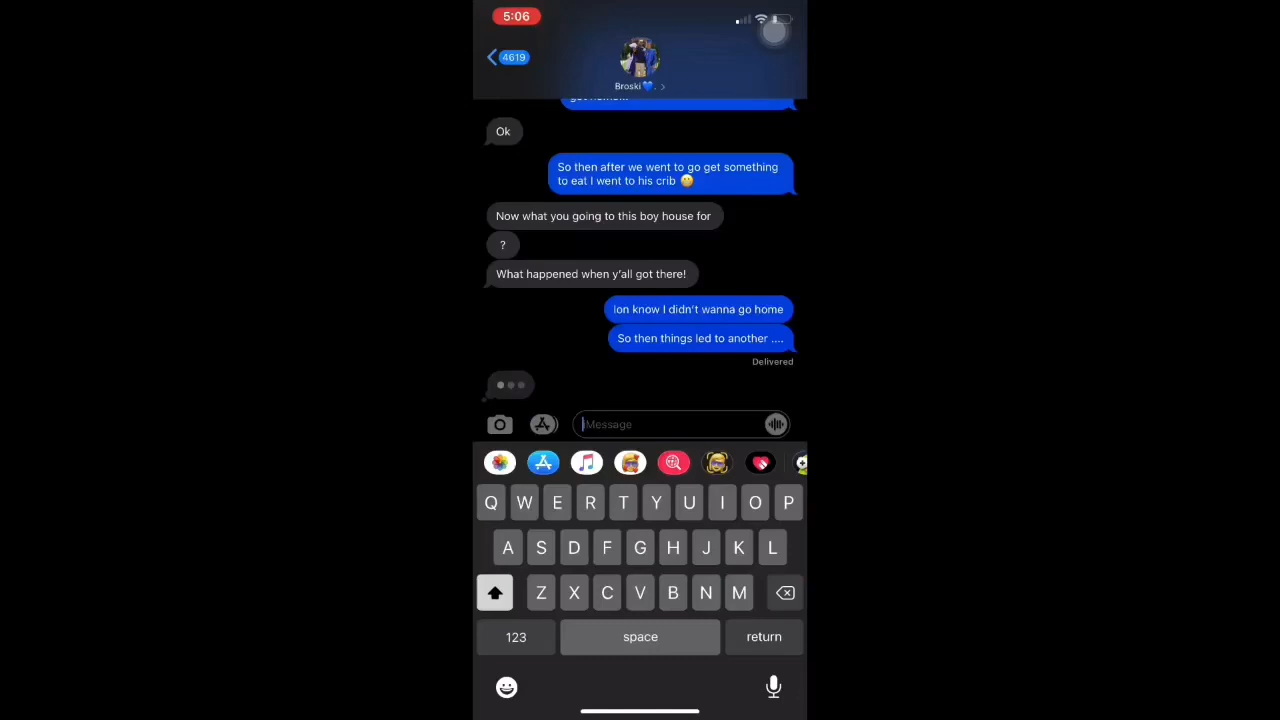 5:06
4619
Broski💙. >
Ok
So then after we went to go get something
to eat I went to his crib 🤭
Now what you going to this boy house for
?
What happened when y'all got there!
Ion know I didn't wanna go home
So then things led to another ....
Delivered
iMessage
Q W E R T Y U I O P
A S D F G H J K L
Z X C V B N M
123 space return